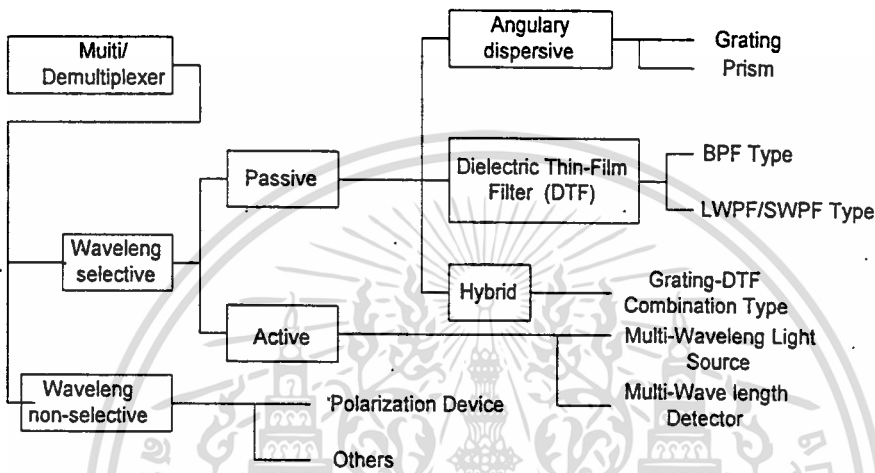 Muiti/
Demultiplexer
Angulary
dispersive
Grating
Prism
Passive
Dielectric Thin-Film
Filter (DTF)
BPF Type
LWPF/SWPF Type
Waveleng
selective
Hybrid
Grating-DTF
Combination Type
Active
Multi-Waveleng Light
Source
Multi-Wave length
Detector
Waveleng
non-selective
Polarization Device
Others